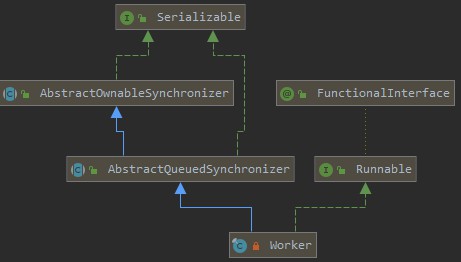 I Serializable
C AbstractOwnableSynchronizer
@ FunctionalInterface
C AbstractQueuedSynchronizer
I Runnable
C Worker